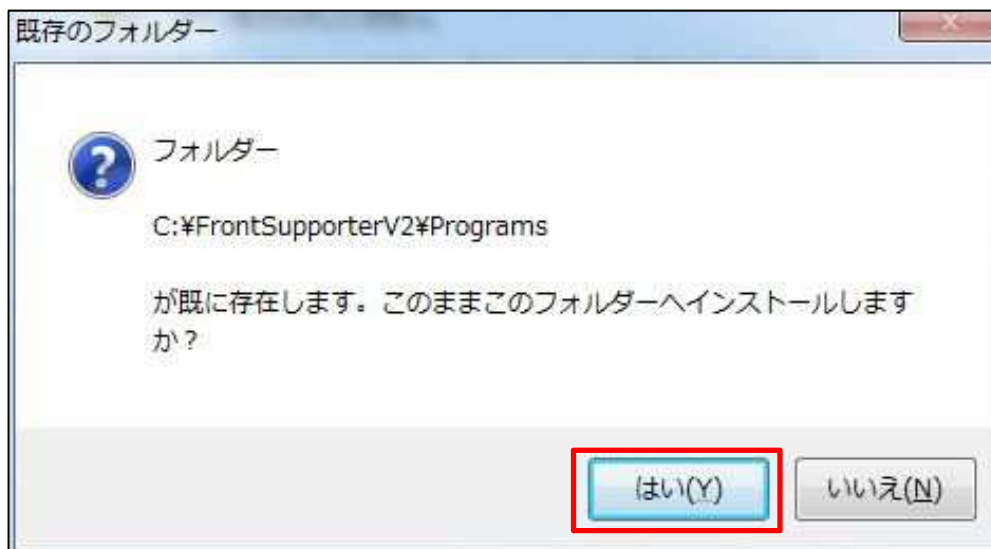 既存のフォルダー
フォルダー
C:¥FrontSupporterV2¥Programs
が既に存在します。このままこのフォルダーへインストールします
か？
はい(Y)
いいえ(N)